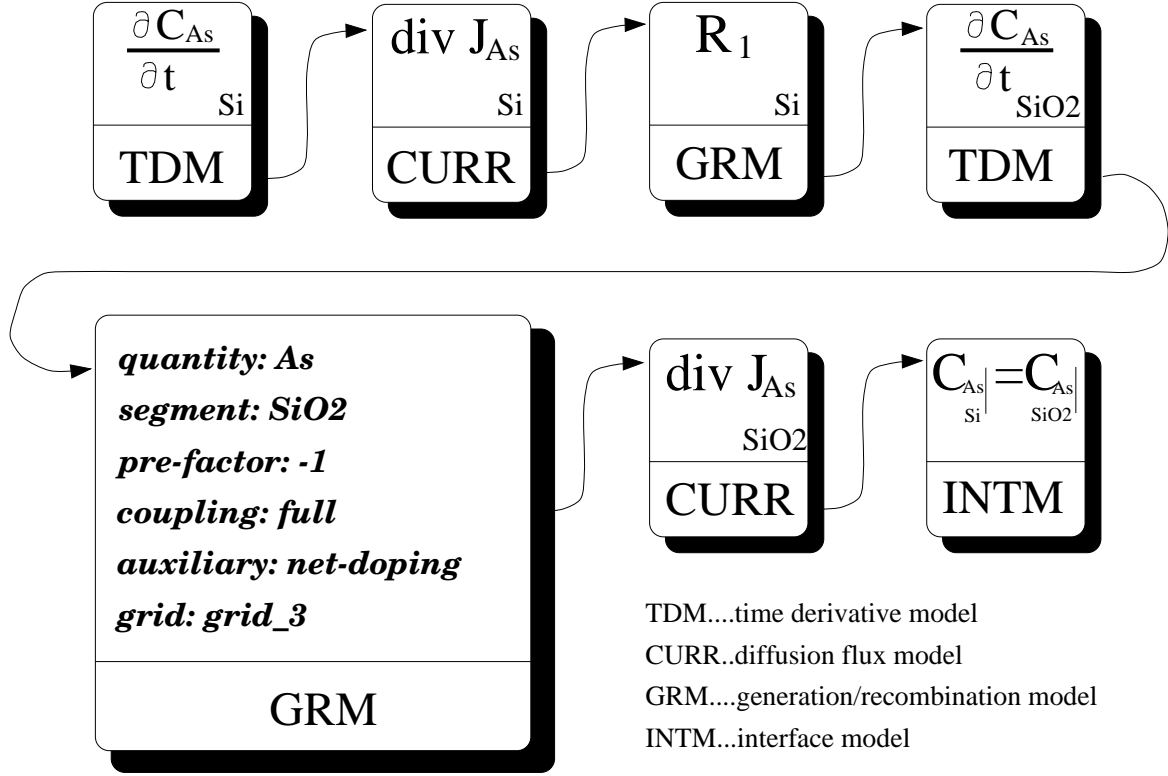 ∂ C_As / ∂ t Si
TDM
div J_As Si
CURR
R_1 Si
GRM
∂ C_As / ∂ t SiO2
TDM
quantity: As
segment: SiO2
pre-factor: -1
coupling: full
auxiliary: net-doping
grid: grid_3
GRM
div J_As SiO2
CURR
C_As|Si = C_As|SiO2
INTM
TDM....time derivative model
CURR..diffusion flux model
GRM....generation/recombination model
INTM...interface model